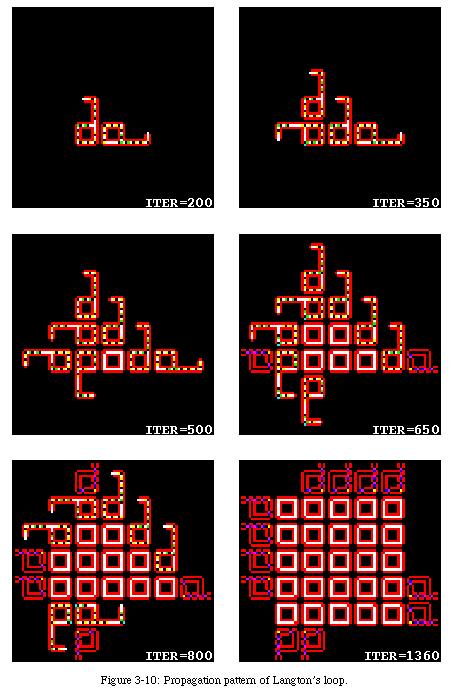 ITER=200
ITER=350
ITER=500
ITER=650
ITER=800
ITER=1360
Figure 3-10: Propagation pattern of Langton's loop.